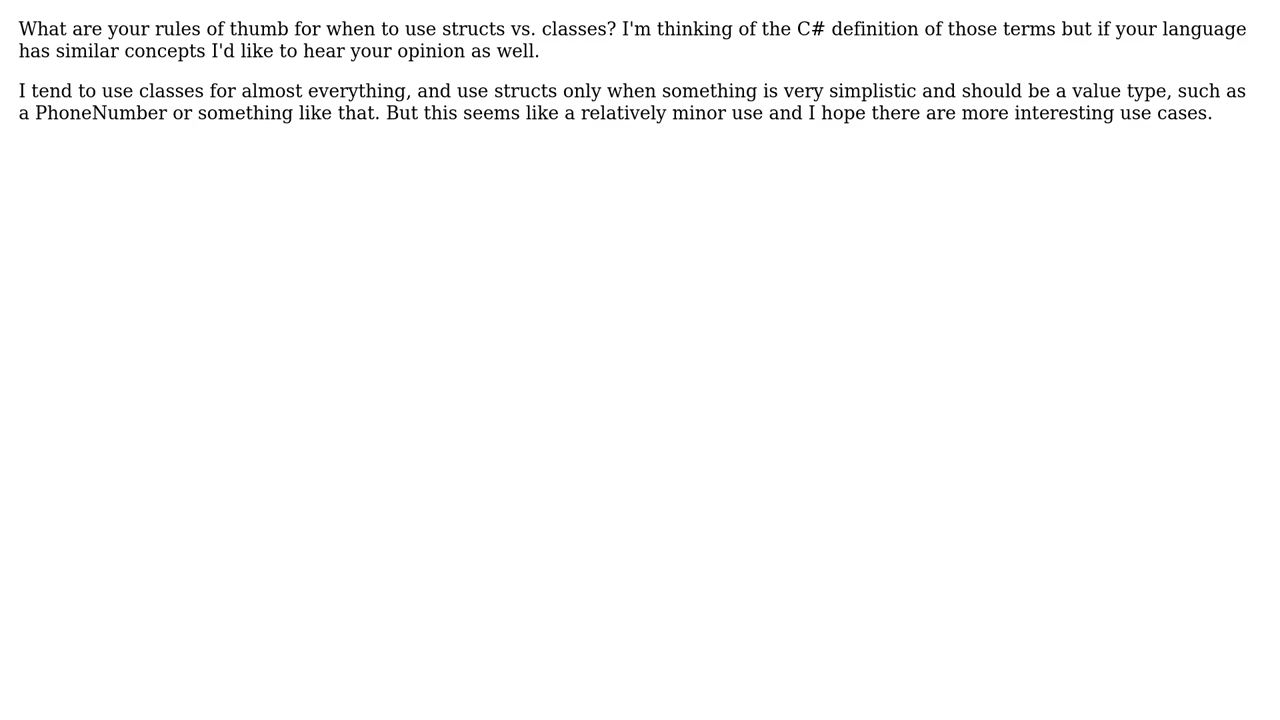 What are your rules of thumb for when to use structs vs. classes? I'm thinking of the C# definition of those terms but if your language
has similar concepts I'd like to hear your opinion as well.
I tend to use classes for almost everything, and use structs only when something is very simplistic and should be a value type, such as
a PhoneNumber or something like that. But this seems like a relatively minor use and I hope there are more interesting use cases.